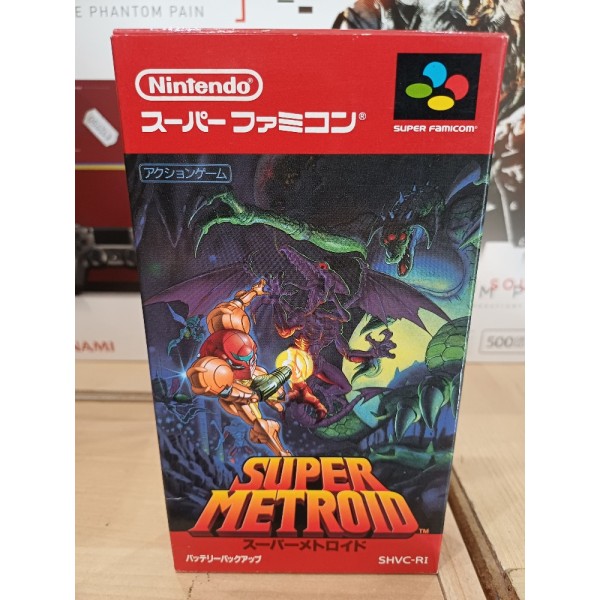 E PHANTOM PAIN
Nintendo®
スーパーファミコン®
SUPER FAMICOM®
アクションゲーム
NAMI
500
SUPER
METROID™
スーパーメトロイド
バッテリーバックアップ
SHVC-RI